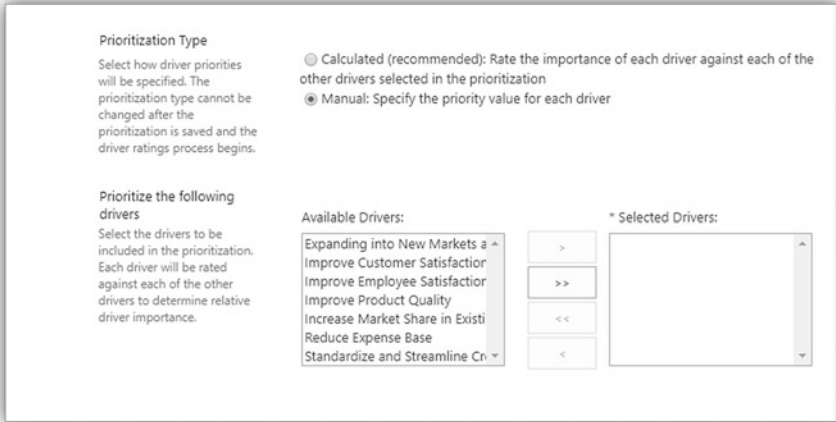 Prioritization Type
Select how driver priorities
will be specified. The
prioritization type cannot be
changed after the
prioritization is saved and the
driver ratings process begins.
Calculated (recommended): Rate the importance of each driver against each of the
other drivers selected in the prioritization
Manual: Specify the priority value for each driver
Prioritize the following
drivers
Select the drivers to be
included in the prioritization.
Each driver will be rated
against each of the other
drivers to determine relative
driver importance.
Available Drivers:
Expanding into New Markets a
Improve Customer Satisfaction
Improve Employee Satisfaction
Improve Product Quality
Increase Market Share in Existi
Reduce Expense Base
Standardize and Streamline Cr
>
>>
<<
<
* Selected Drivers: